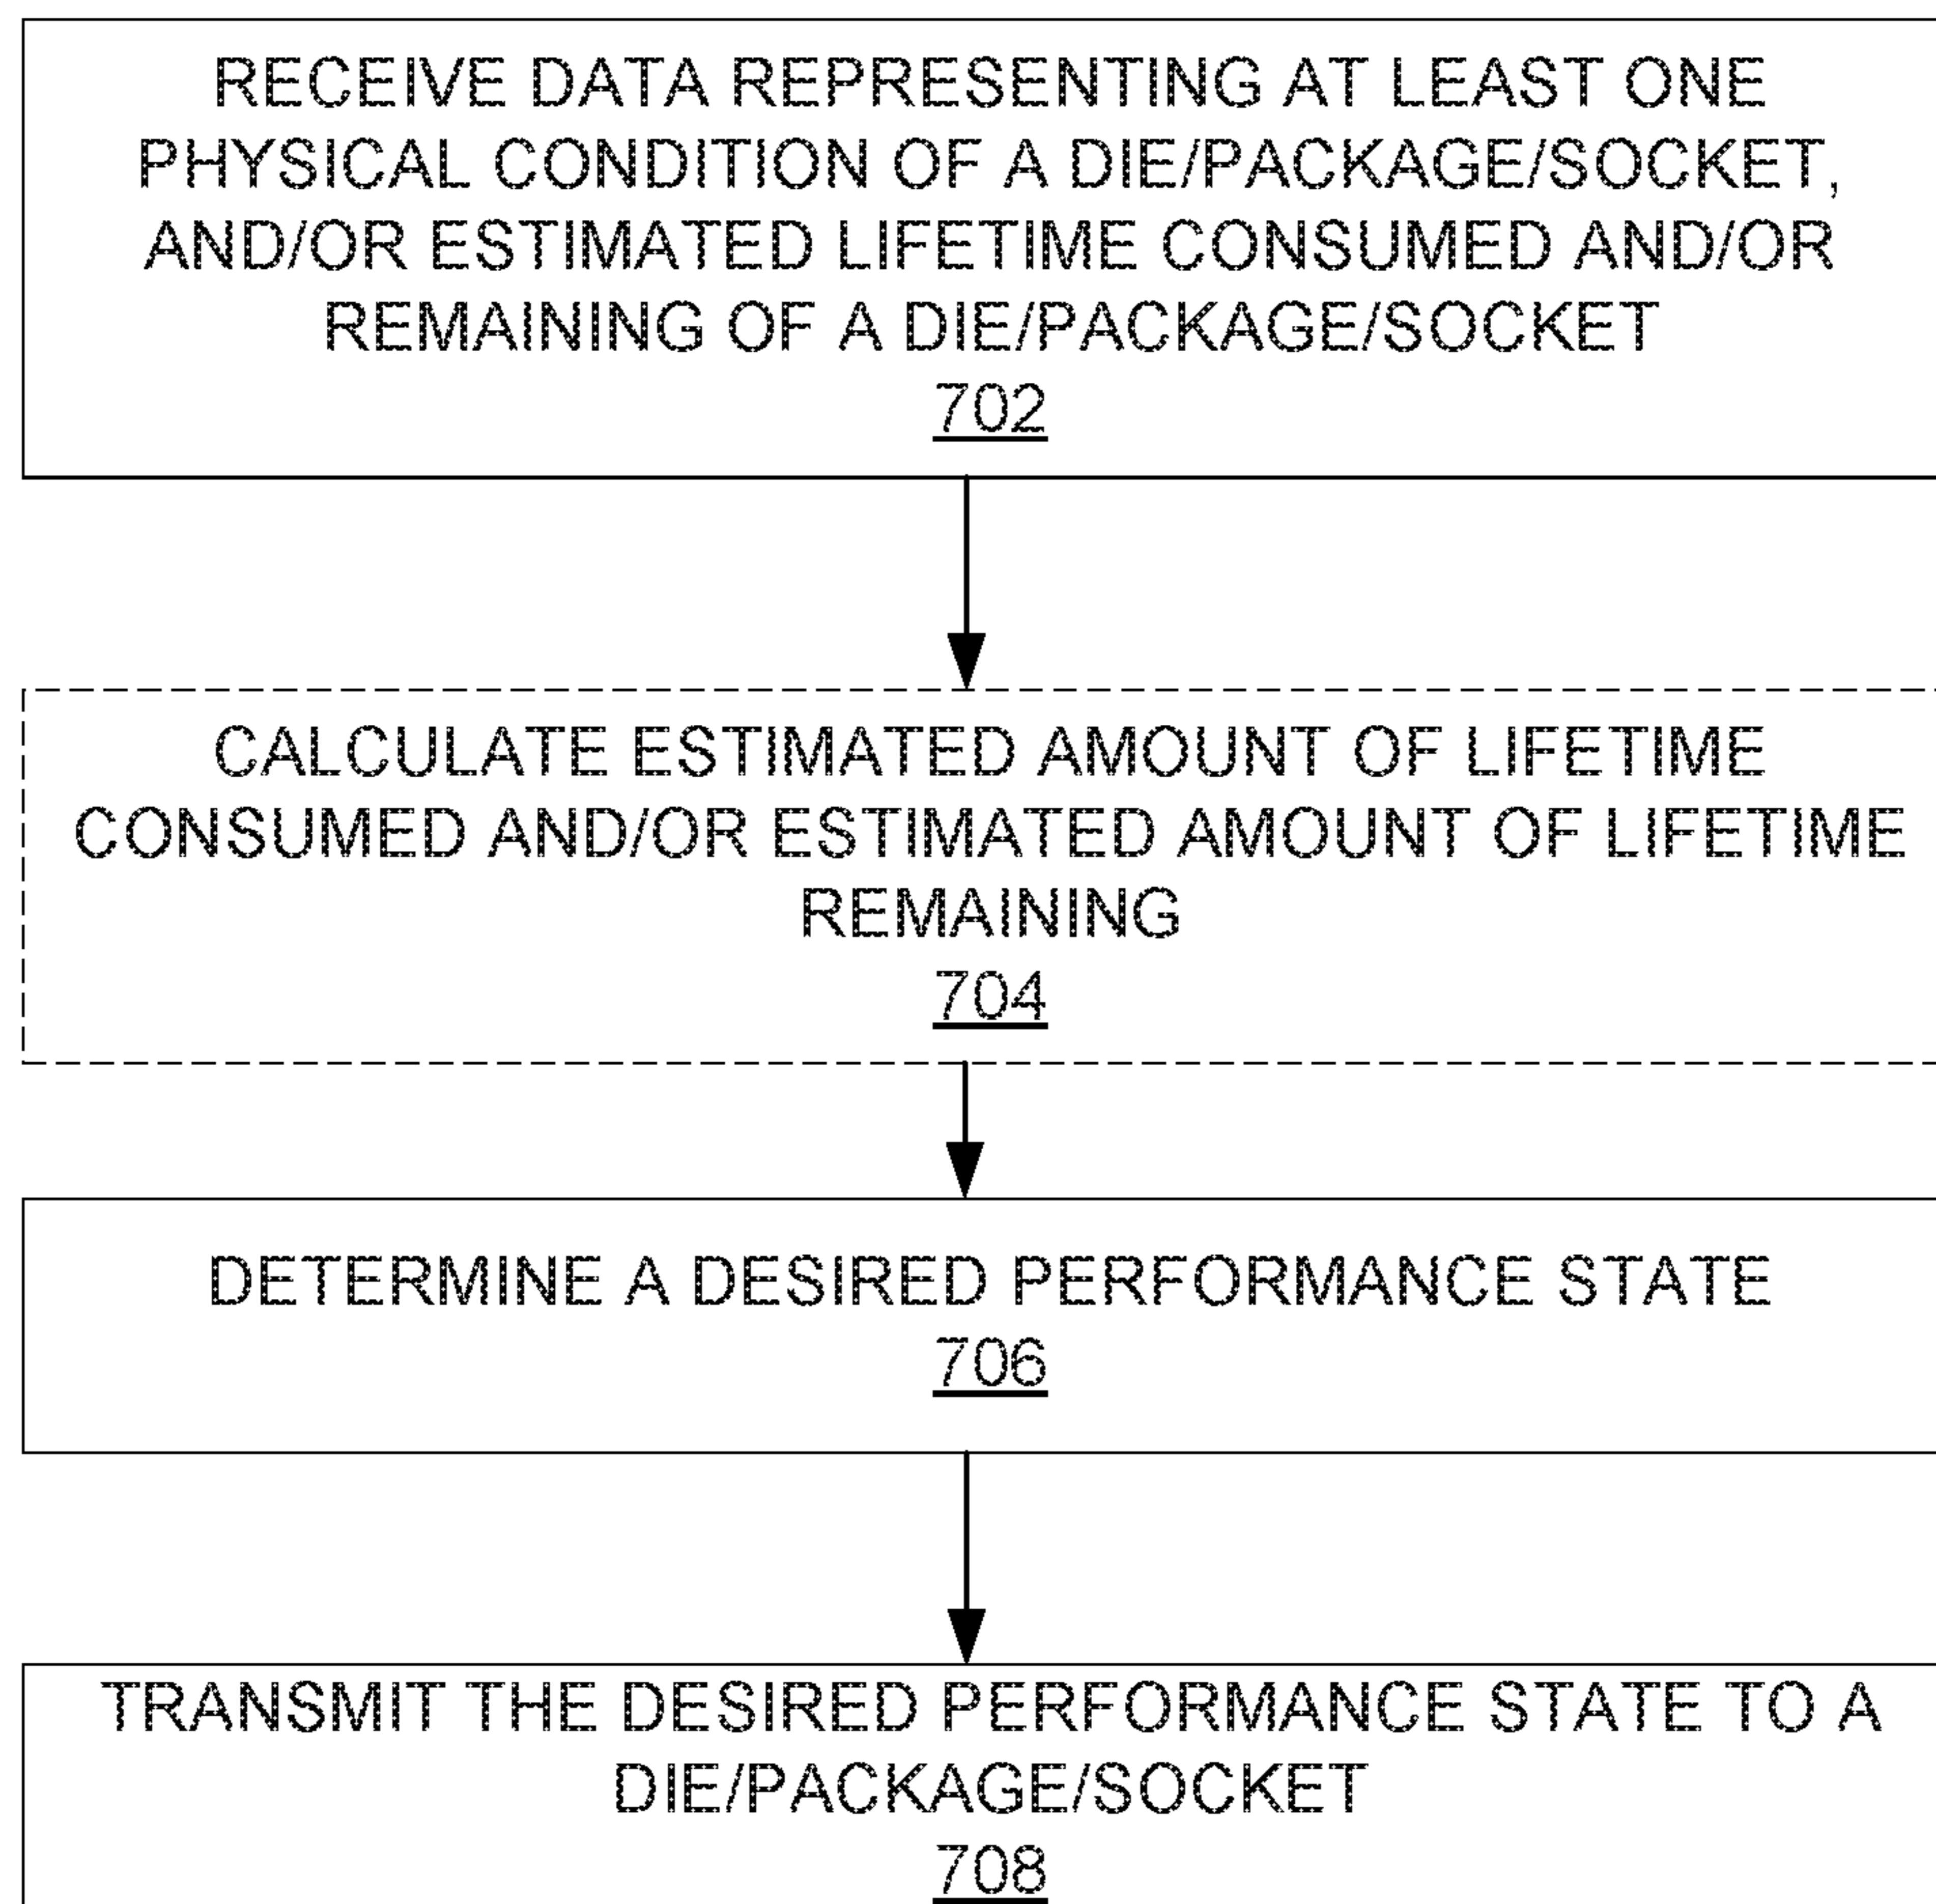 RECEIVE DATA REPRESENTING AT LEAST ONE
PHYSICAL CONDITION OF A DIE/PACKAGE/SOCKET,
AND/OR ESTIMATED LIFETIME CONSUMED AND/OR
REMAINING OF A DIE/PACKAGE/SOCKET
702
CALCULATE ESTIMATED AMOUNT OF LIFETIME
CONSUMED AND/OR ESTIMATED AMOUNT OF LIFETIME
REMAINING
704
DETERMINE A DESIRED PERFORMANCE STATE
706
TRANSMIT THE DESIRED PERFORMANCE STATE TO A
DIE/PACKAGE/SOCKET
708